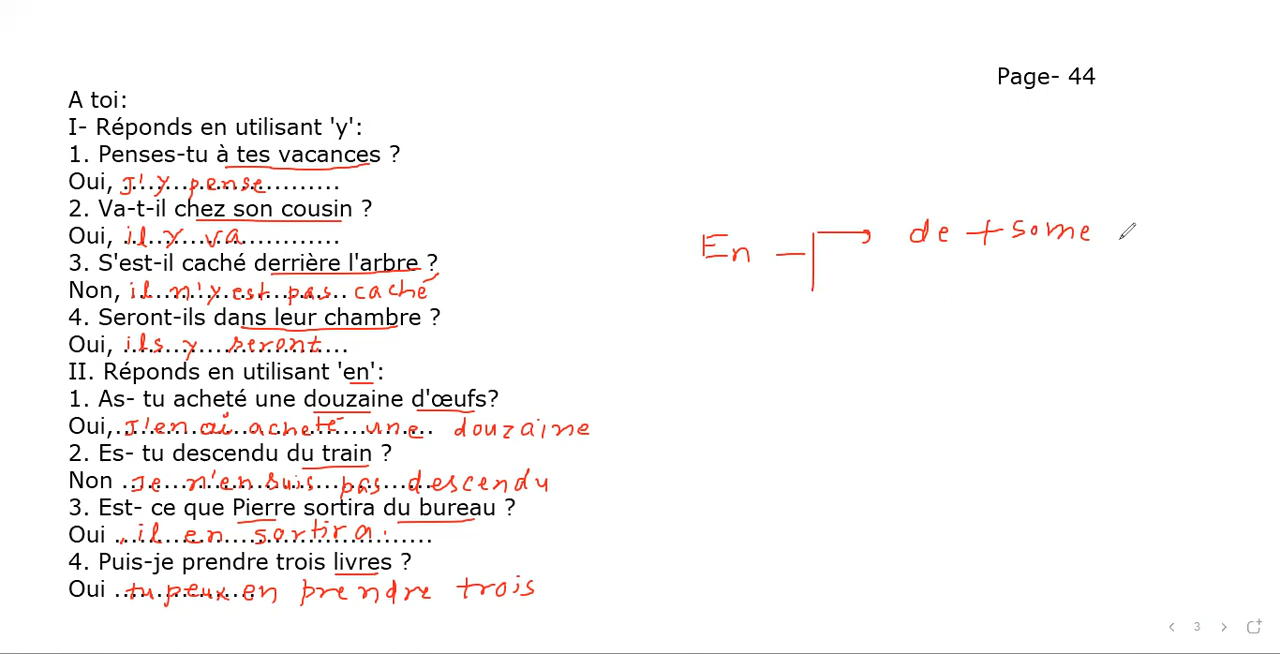 Page- 44
A toi:
I- Réponds en utilisant 'y':
1. Penses-tu à tes vacances ?
Oui, J'y pense
2. Va-t-il chez son cousin ?
Oui, il y va
3. S'est-il caché derrière l'arbre ?
Non, il n'y est pas caché
4. Seront-ils dans leur chambre ?
Oui, ils y seront
II. Réponds en utilisant 'en':
1. As- tu acheté une douzaine d'œufs?
Oui, J'en ai acheté une douzaine
2. Es- tu descendu du train ?
Non Je n'en suis pas descendu
3. Est- ce que Pierre sortira du bureau ?
Oui, il en sortira.
4. Puis-je prendre trois livres ?
Oui tu peux en prendre trois
En → de + some
3